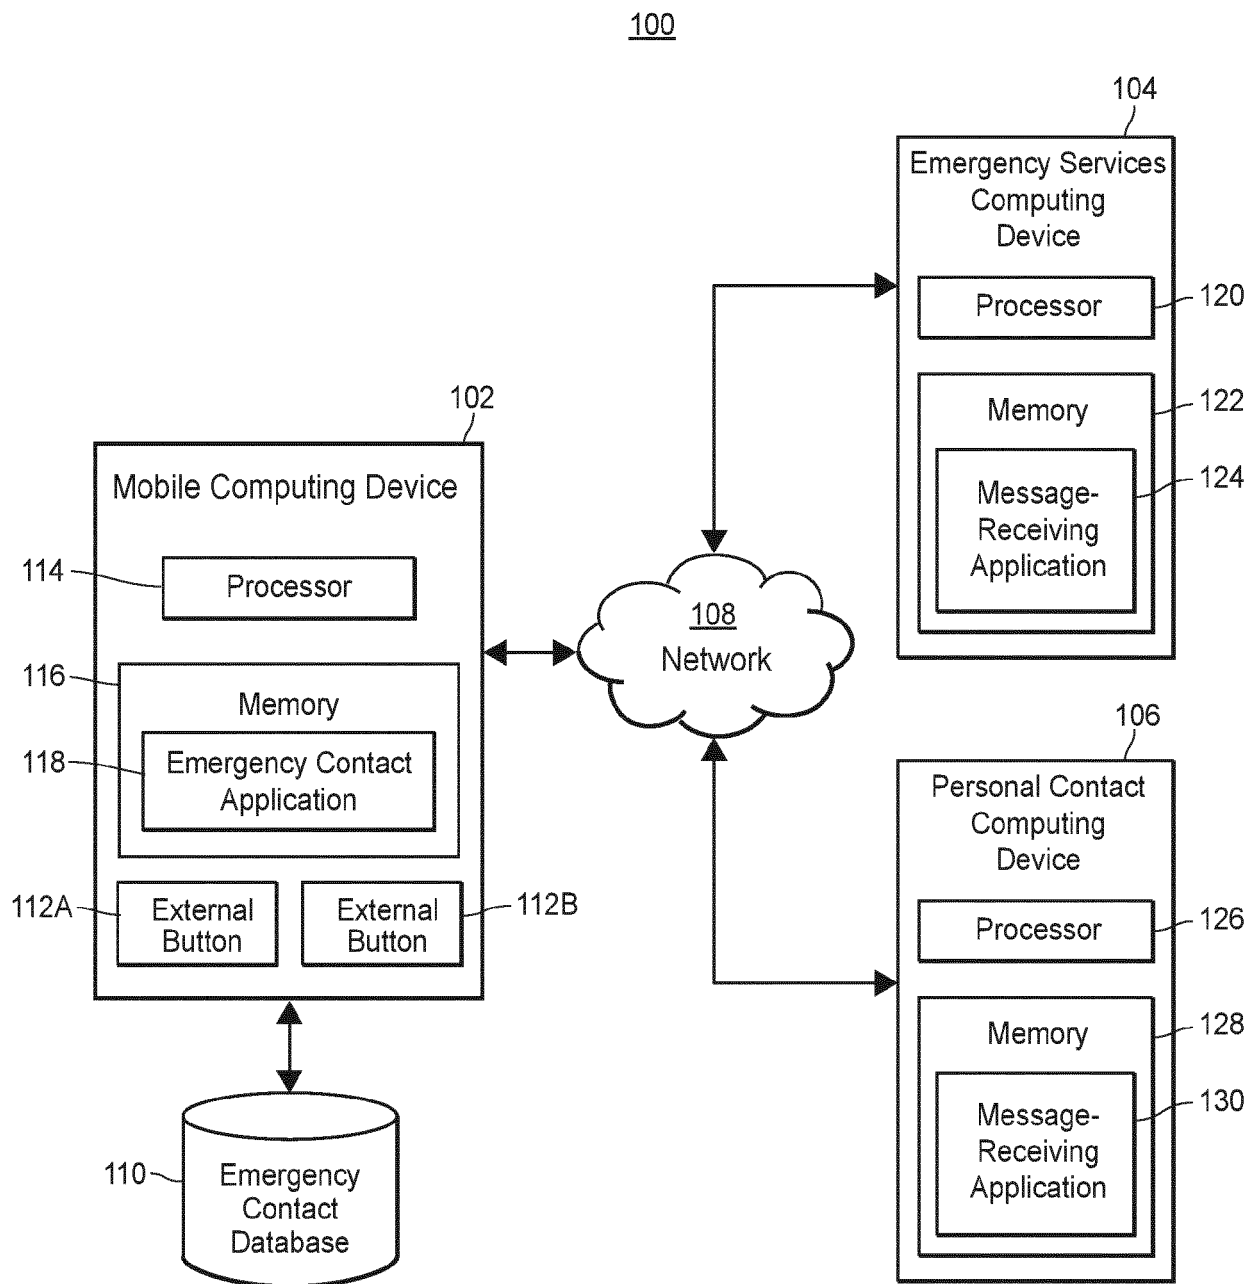 100
104
Emergency Services
Computing
Device
Processor
120
Memory
122
Message-
Receiving
Application
124
102
Mobile Computing Device
114
Processor
116
Memory
118
Emergency Contact
Application
112A
External
Button
External
Button
112B
108
Network
106
Personal Contact
Computing
Device
Processor
126
Memory
128
Message-
Receiving
Application
130
110
Emergency
Contact
Database